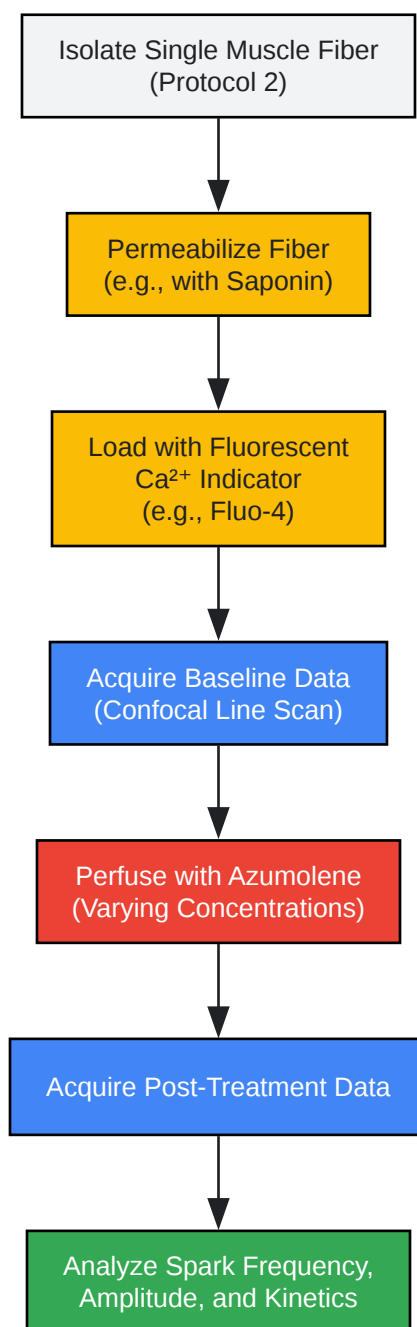 Isolate Single Muscle Fiber
(Protocol 2)
Permeabilize Fiber
(e.g., with Saponin)
Load with Fluorescent
Ca²⁺ Indicator
(e.g., Fluo-4)
Acquire Baseline Data
(Confocal Line Scan)
Perfuse with Azumolene
(Varying Concentrations)
Acquire Post-Treatment Data
Analyze Spark Frequency,
Amplitude, and Kinetics